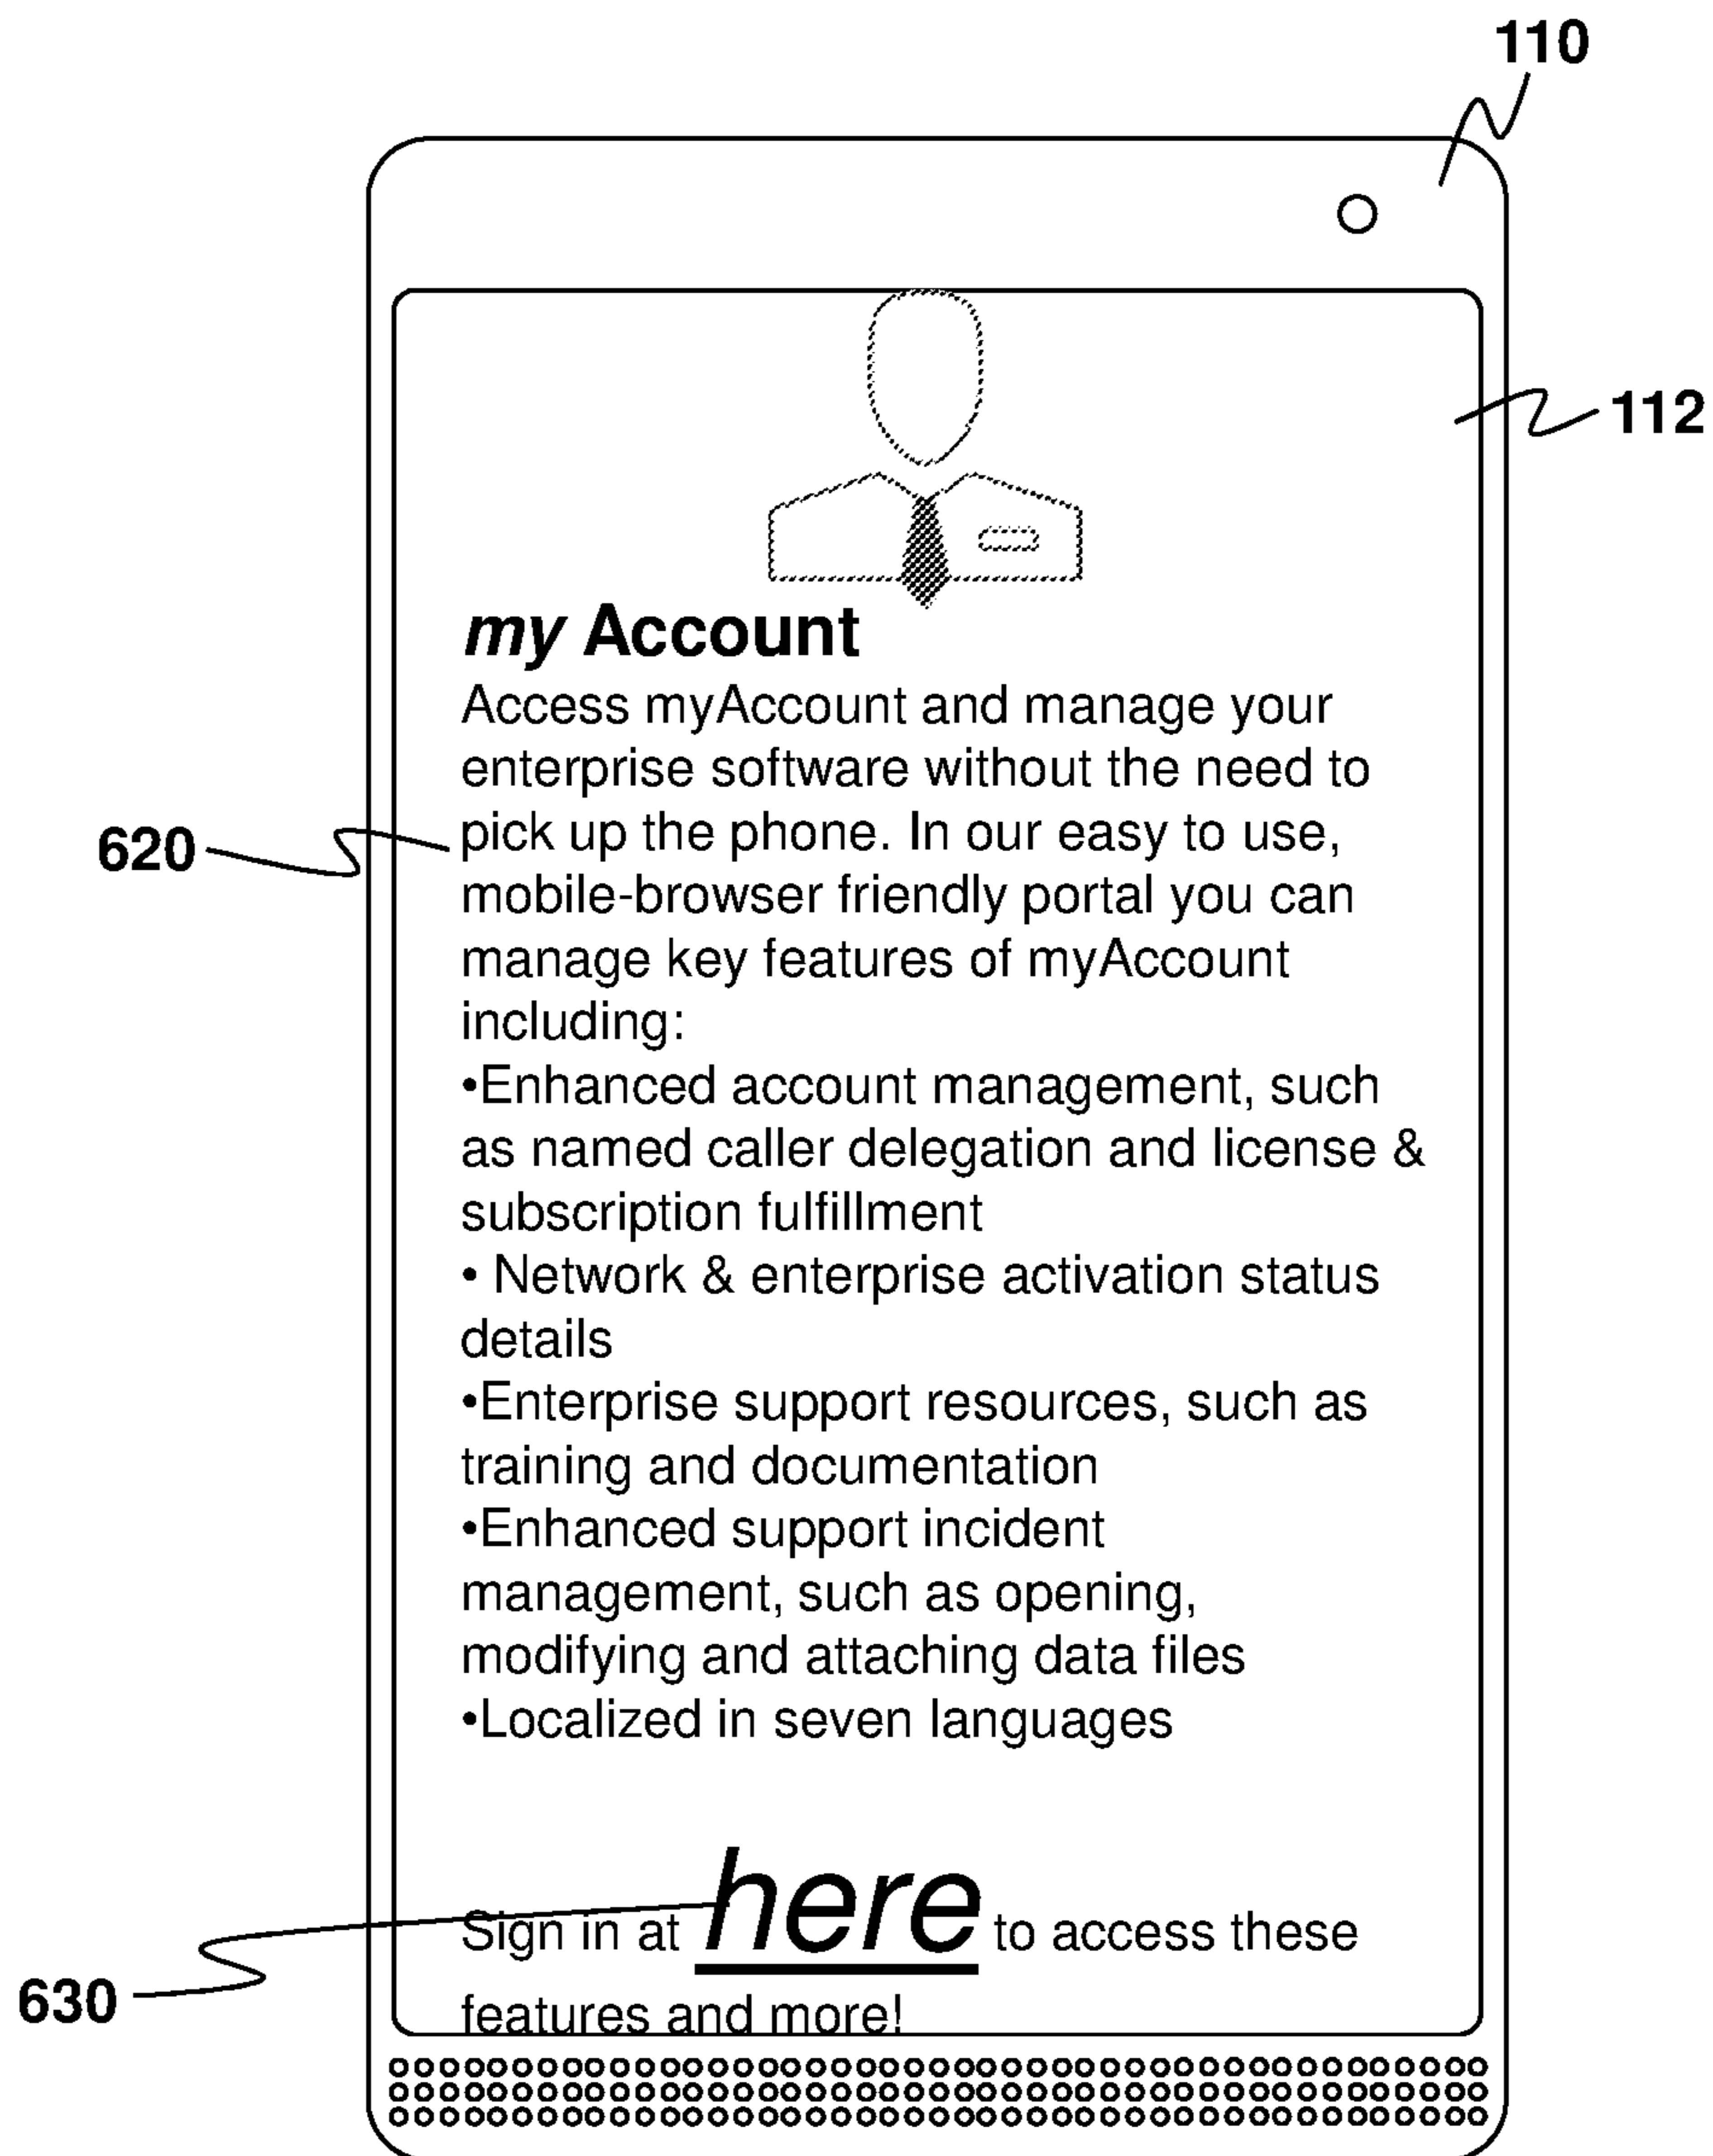 110
112
my Account
Access myAccount and manage your
enterprise software without the need to
620
pick up the phone. In our easy to use,
mobile-browser friendly portal you can
manage key features of myAccount
including:
•Enhanced account management, such
as named caller delegation and license &
subscription fulfillment
• Network & enterprise activation status
details
•Enterprise support resources, such as
training and documentation
•Enhanced support incident
management, such as opening,
modifying and attaching data files
•Localized in seven languages
Sign in at here to access these
630
features and more!